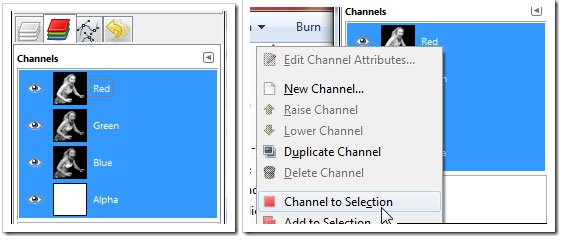 Channels
Red
Green
Blue
Alpha
Burn
Red
Edit Channel Attributes...
New Channel...
Raise Channel
Lower Channel
Duplicate Channel
Delete Channel
Channel to Selection
Add to Selection